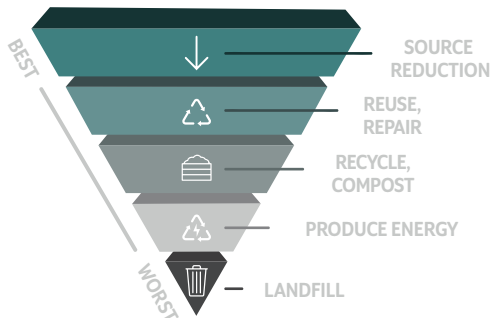 BEST
SOURCE
REDUCTION
REUSE,
REPAIR
RECYCLE,
COMPOST
PRODUCE ENERGY
WORST
LANDFILL